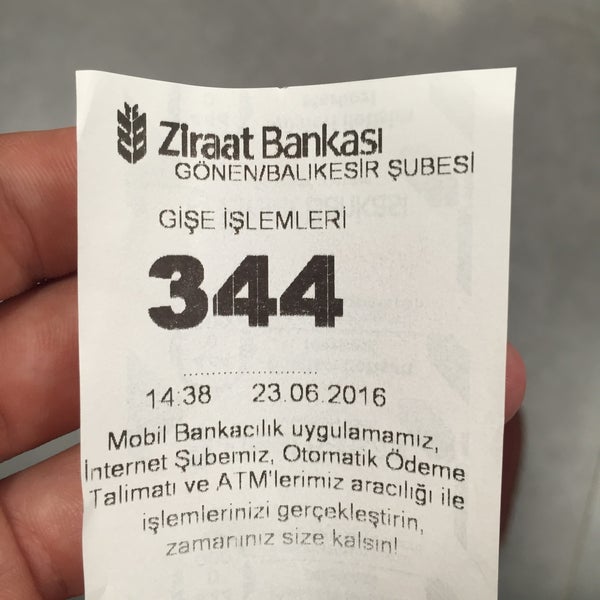 Ziraat Bankası
GÖNEN/BALIKESİR ŞUBESİ
GİŞE İŞLEMLERİ
344
14:38 23.06.2016
Mobil Bankacılık uygulamamız,
İnternet Şubemiz, Otomatik Ödeme
Talimatı ve ATM'lerimiz aracılığı ile
işlemlerinizi gerçekleştirin,
zamanınız size kalsın!